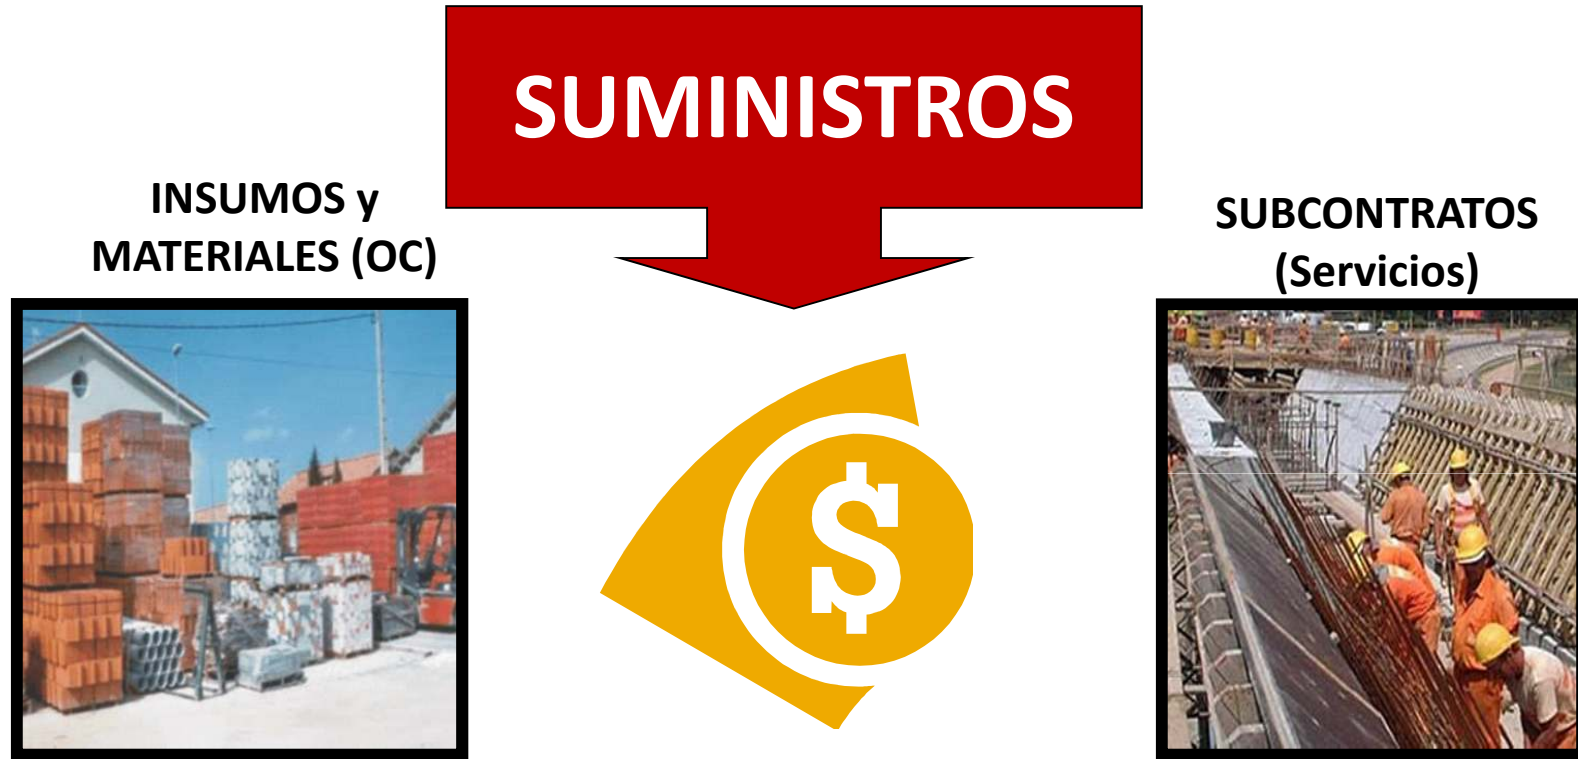 SUMINISTROS
INSUMOS y
MATERIALES (OC)
SUBCONTRATOS
(Servicios)
$